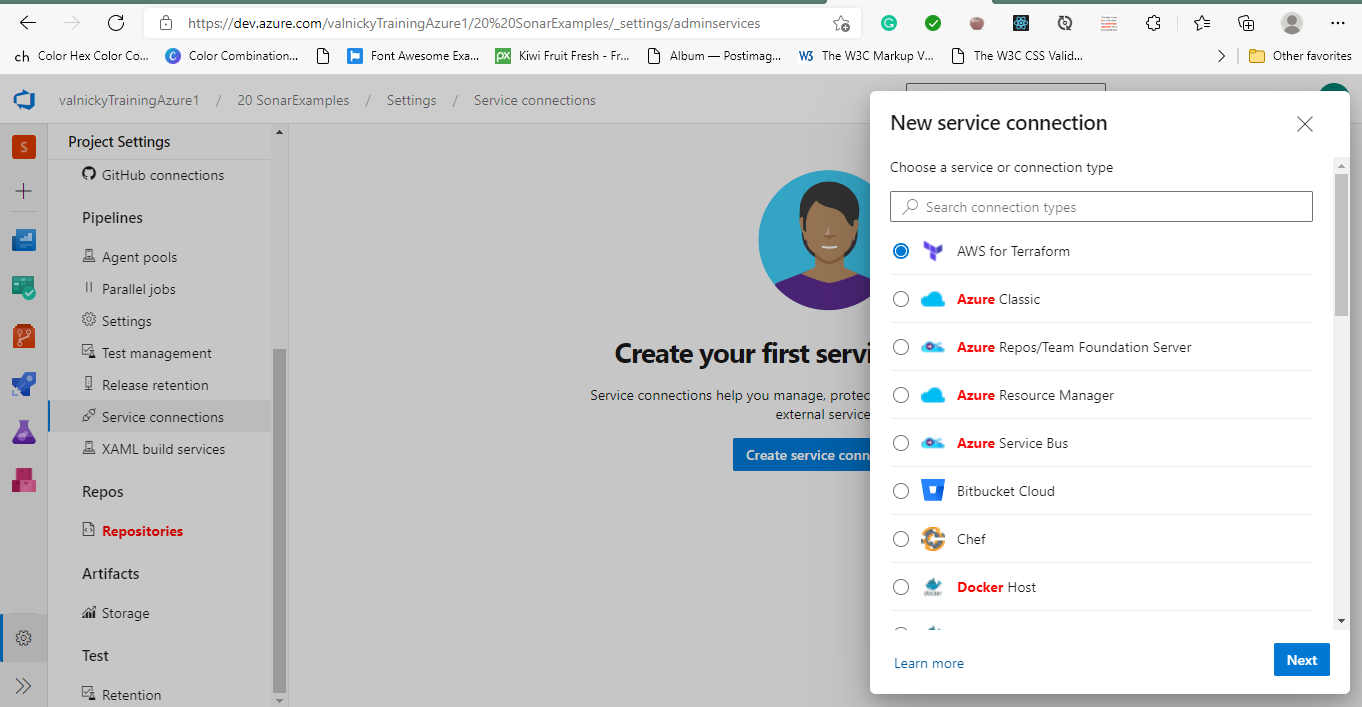 https://dev.azure.com/valnickyTrainingAzure1/20%20SonarExamples/_settings/adminservices
ch Color Hex Color Co... Color Combination... Font Awesome Exa... Kiwi Fruit Fresh - Fr... Album — Postimag... The W3C Markup V... The W3C CSS Valid... Other favorites
valnickyTrainingAzure1 / 20 SonarExamples / Settings / Service connections
S
Project Settings
GitHub connections
Pipelines
Agent pools
Parallel jobs
Settings
Test management
Release retention
Service connections
XAML build services
Repos
Repositories
Artifacts
Storage
Test
Retention
Create your first servi
Service connections help you manage, protec
external service
Create service conn
New service connection
Choose a service or connection type
Search connection types
AWS for Terraform
Azure Classic
Azure Repos/Team Foundation Server
Azure Resource Manager
Azure Service Bus
Bitbucket Cloud
Chef
docker
Docker Host
Learn more
Next